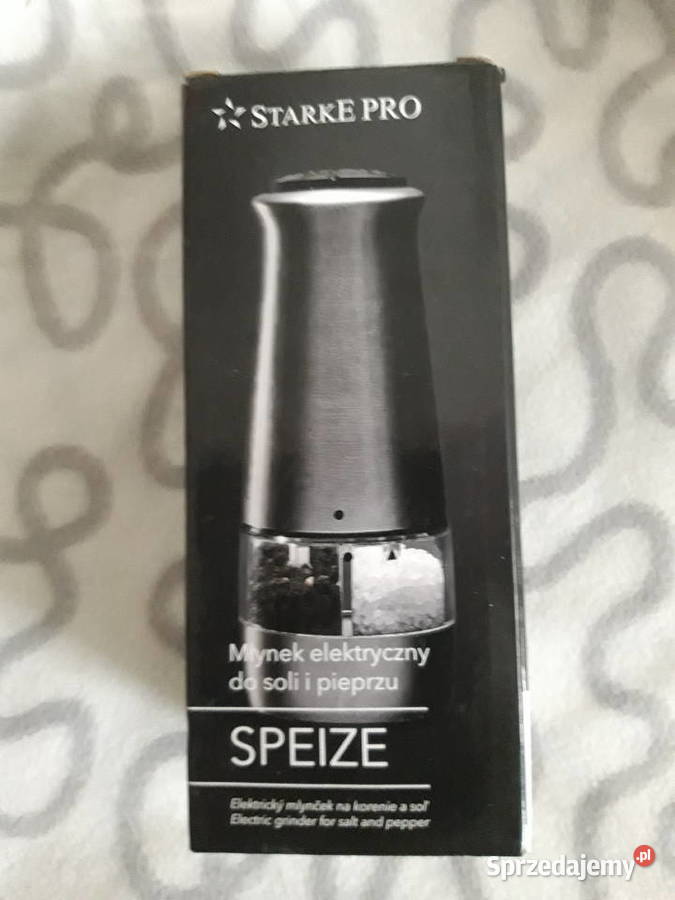 STARKE PRO
Młynek elektryczny
do soli i pieprzu
SPEIZE
Elektrický mlynček na korenie a soľ
Electric grinder for salt and pepper
Sprzedajemy.pl